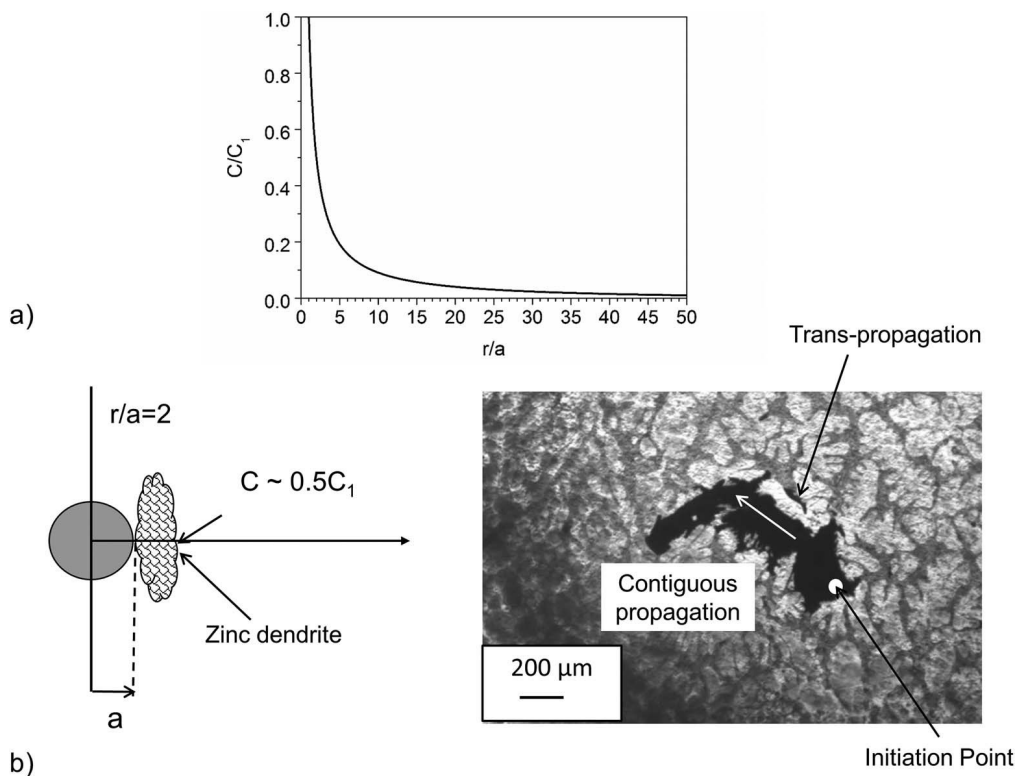 1.0
0.8
0.6
0.4
0.2
0.0
C/C₁
0 5 10 15 20 25 30 35 40 45 50
r/a
a)
Trans-propagation
r/a=2
C ~ 0.5C₁
Zinc dendrite
a
Contiguous
propagation
200 µm
Initiation Point
b)